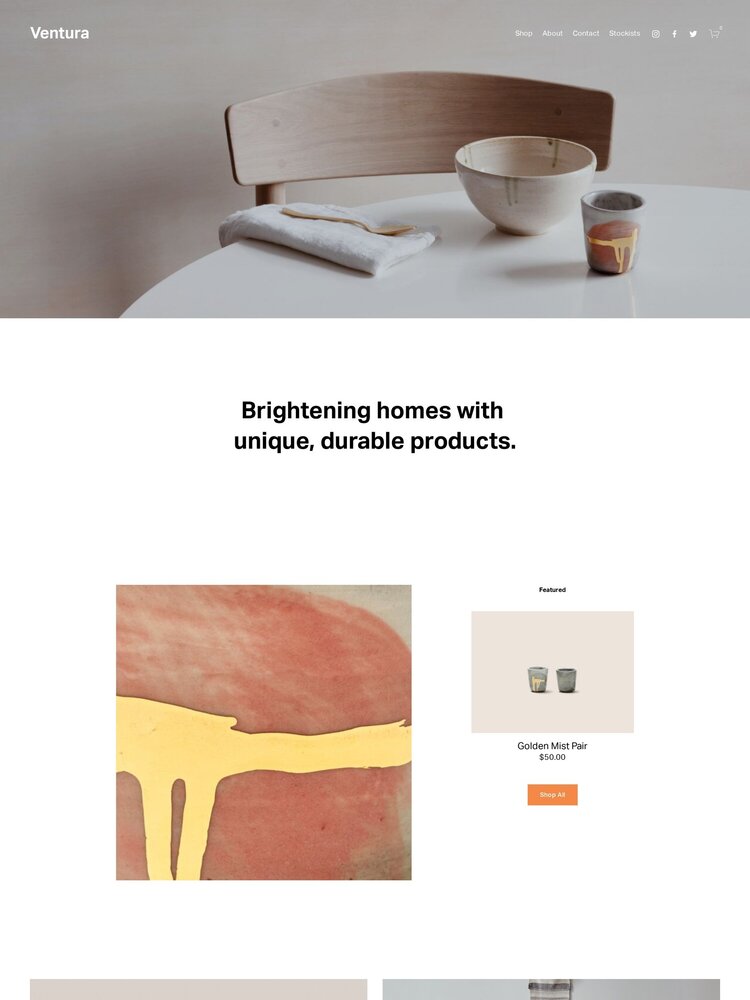 Ventura
Shop About Contact Stockists
0
Brightening homes with
unique, durable products.
Featured
Golden Mist Pair
$50.00
Shop All